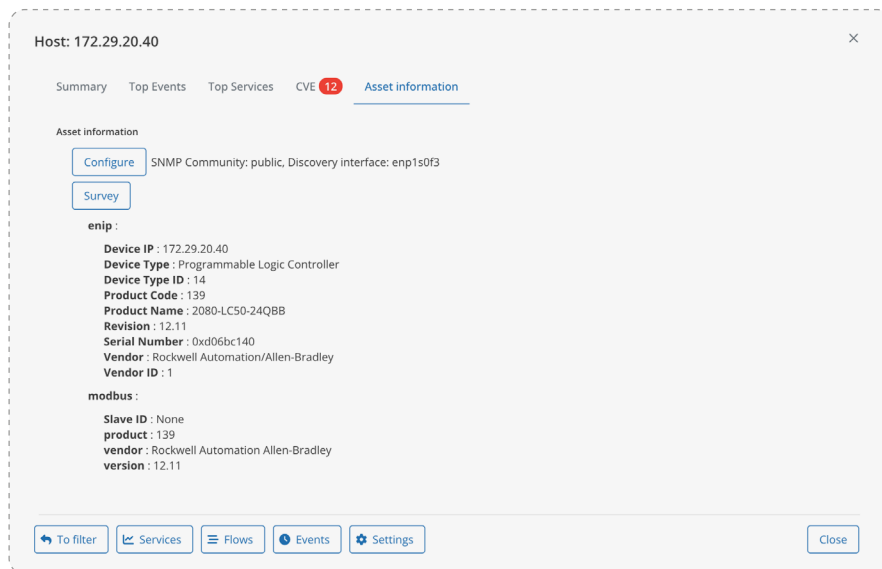 Host: 172.29.20.40
Summary Top Events Top Services CVE 12 Asset information
Asset information
Configure SNMP Community: public, Discovery interface: enp1s0f3
Survey
enip :
Device IP : 172.29.20.40
Device Type : Programmable Logic Controller
Device Type ID : 14
Product Code : 139
Product Name : 2080-LC50-24QBB
Revision : 12.11
Serial Number : 0xd06bc140
Vendor : Rockwell Automation/Allen-Bradley
Vendor ID : 1
modbus :
Slave ID : None
product : 139
vendor : Rockwell Automation Allen-Bradley
version : 12.11
To filter Services Flows Events Settings Close